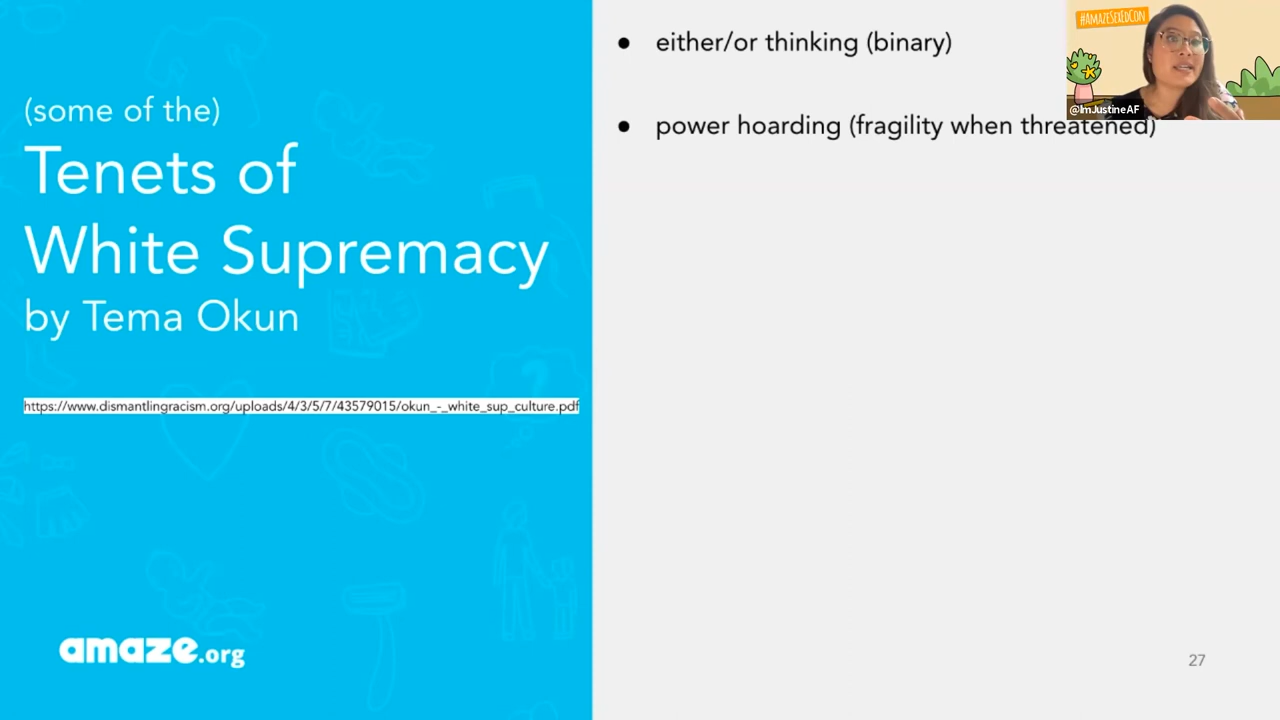 (some of the)
Tenets of
White Supremacy
by Tema Okun
https://www.dismantlingracism.org/uploads/4/3/5/7/43579015/okun_-_white_sup_culture.pdf
amaze.org
● either/or thinking (binary)
● power hoarding (fragility when threatened)
#AMAZESEXEDCON
@ImJustineAF
27